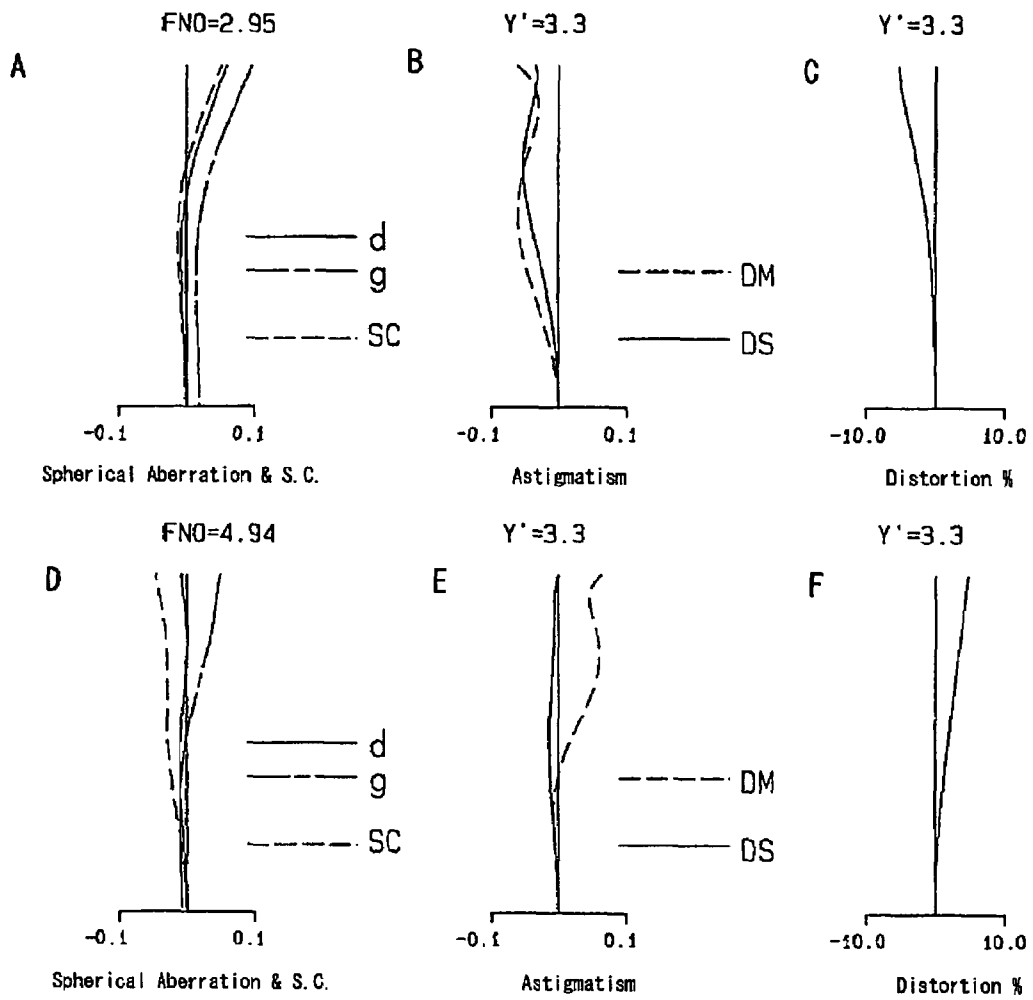 FNO=2.95
Y'=3.3
Y'=3.3
A
B
C
d
g
SC
DM
DS
-0.1
0.1
-0.1
0.1
-10.0
10.0
Spherical Aberration & S.C.
Astigmatism
Distortion %
FNO=4.94
Y'=3.3
Y'=3.3
D
E
F
d
g
SC
DM
DS
-0.1
0.1
-0.1
0.1
-10.0
10.0
Spherical Aberration & S.C.
Astigmatism
Distortion %